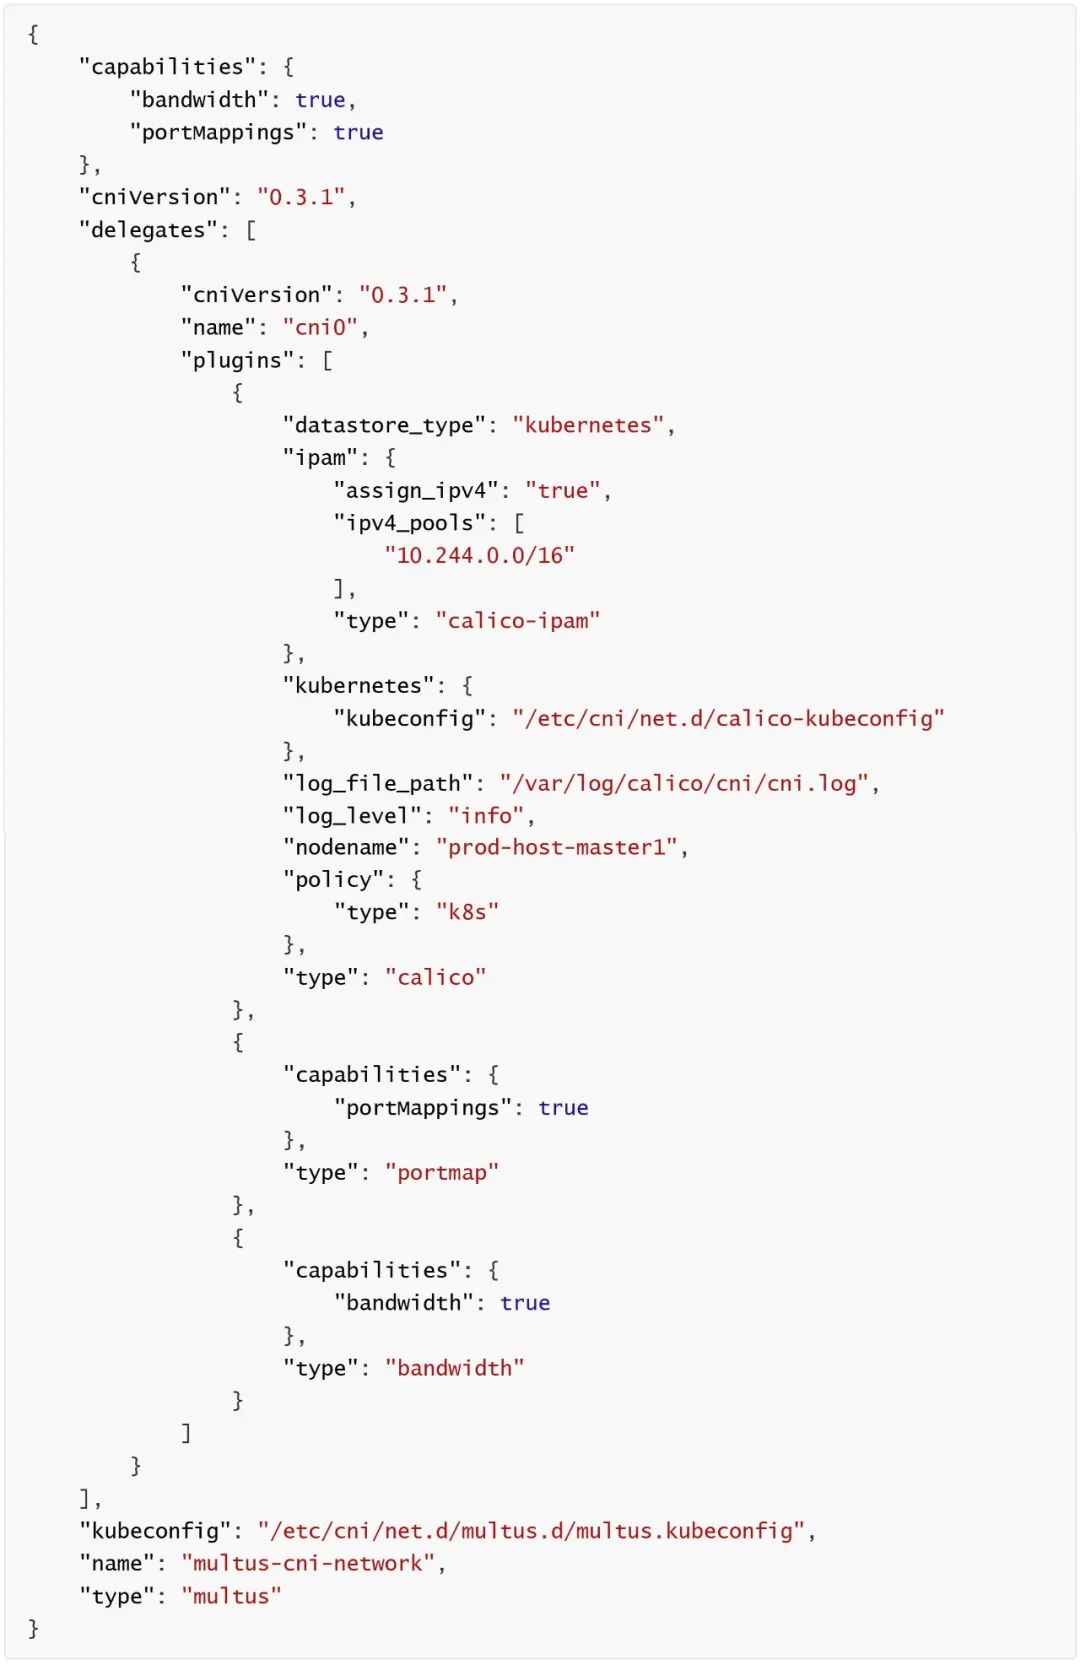 {
    "capabilities": {
        "bandwidth": true,
        "portMappings": true
    },
    "cniVersion": "0.3.1",
    "delegates": [
        {
            "cniVersion": "0.3.1",
            "name": "cni0",
            "plugins": [
                {
                    "datastore_type": "kubernetes",
                    "ipam": {
                        "assign_ipv4": "true",
                        "ipv4_pools": [
                            "10.244.0.0/16"
                        ],
                        "type": "calico-ipam"
                    },
                    "kubernetes": {
                        "kubeconfig": "/etc/cni/net.d/calico-kubeconfig"
                    },
                    "log_file_path": "/var/log/calico/cni/cni.log",
                    "log_level": "info",
                    "nodename": "prod-host-master1",
                    "policy": {
                        "type": "k8s"
                    },
                    "type": "calico"
                },
                {
                    "capabilities": {
                        "portMappings": true
                    },
                    "type": "portmap"
                },
                {
                    "capabilities": {
                        "bandwidth": true
                    },
                    "type": "bandwidth"
                }
            ]
        }
    ],
    "kubeconfig": "/etc/cni/net.d/multus.d/multus.kubeconfig",
    "name": "multus-cni-network",
    "type": "multus"
}